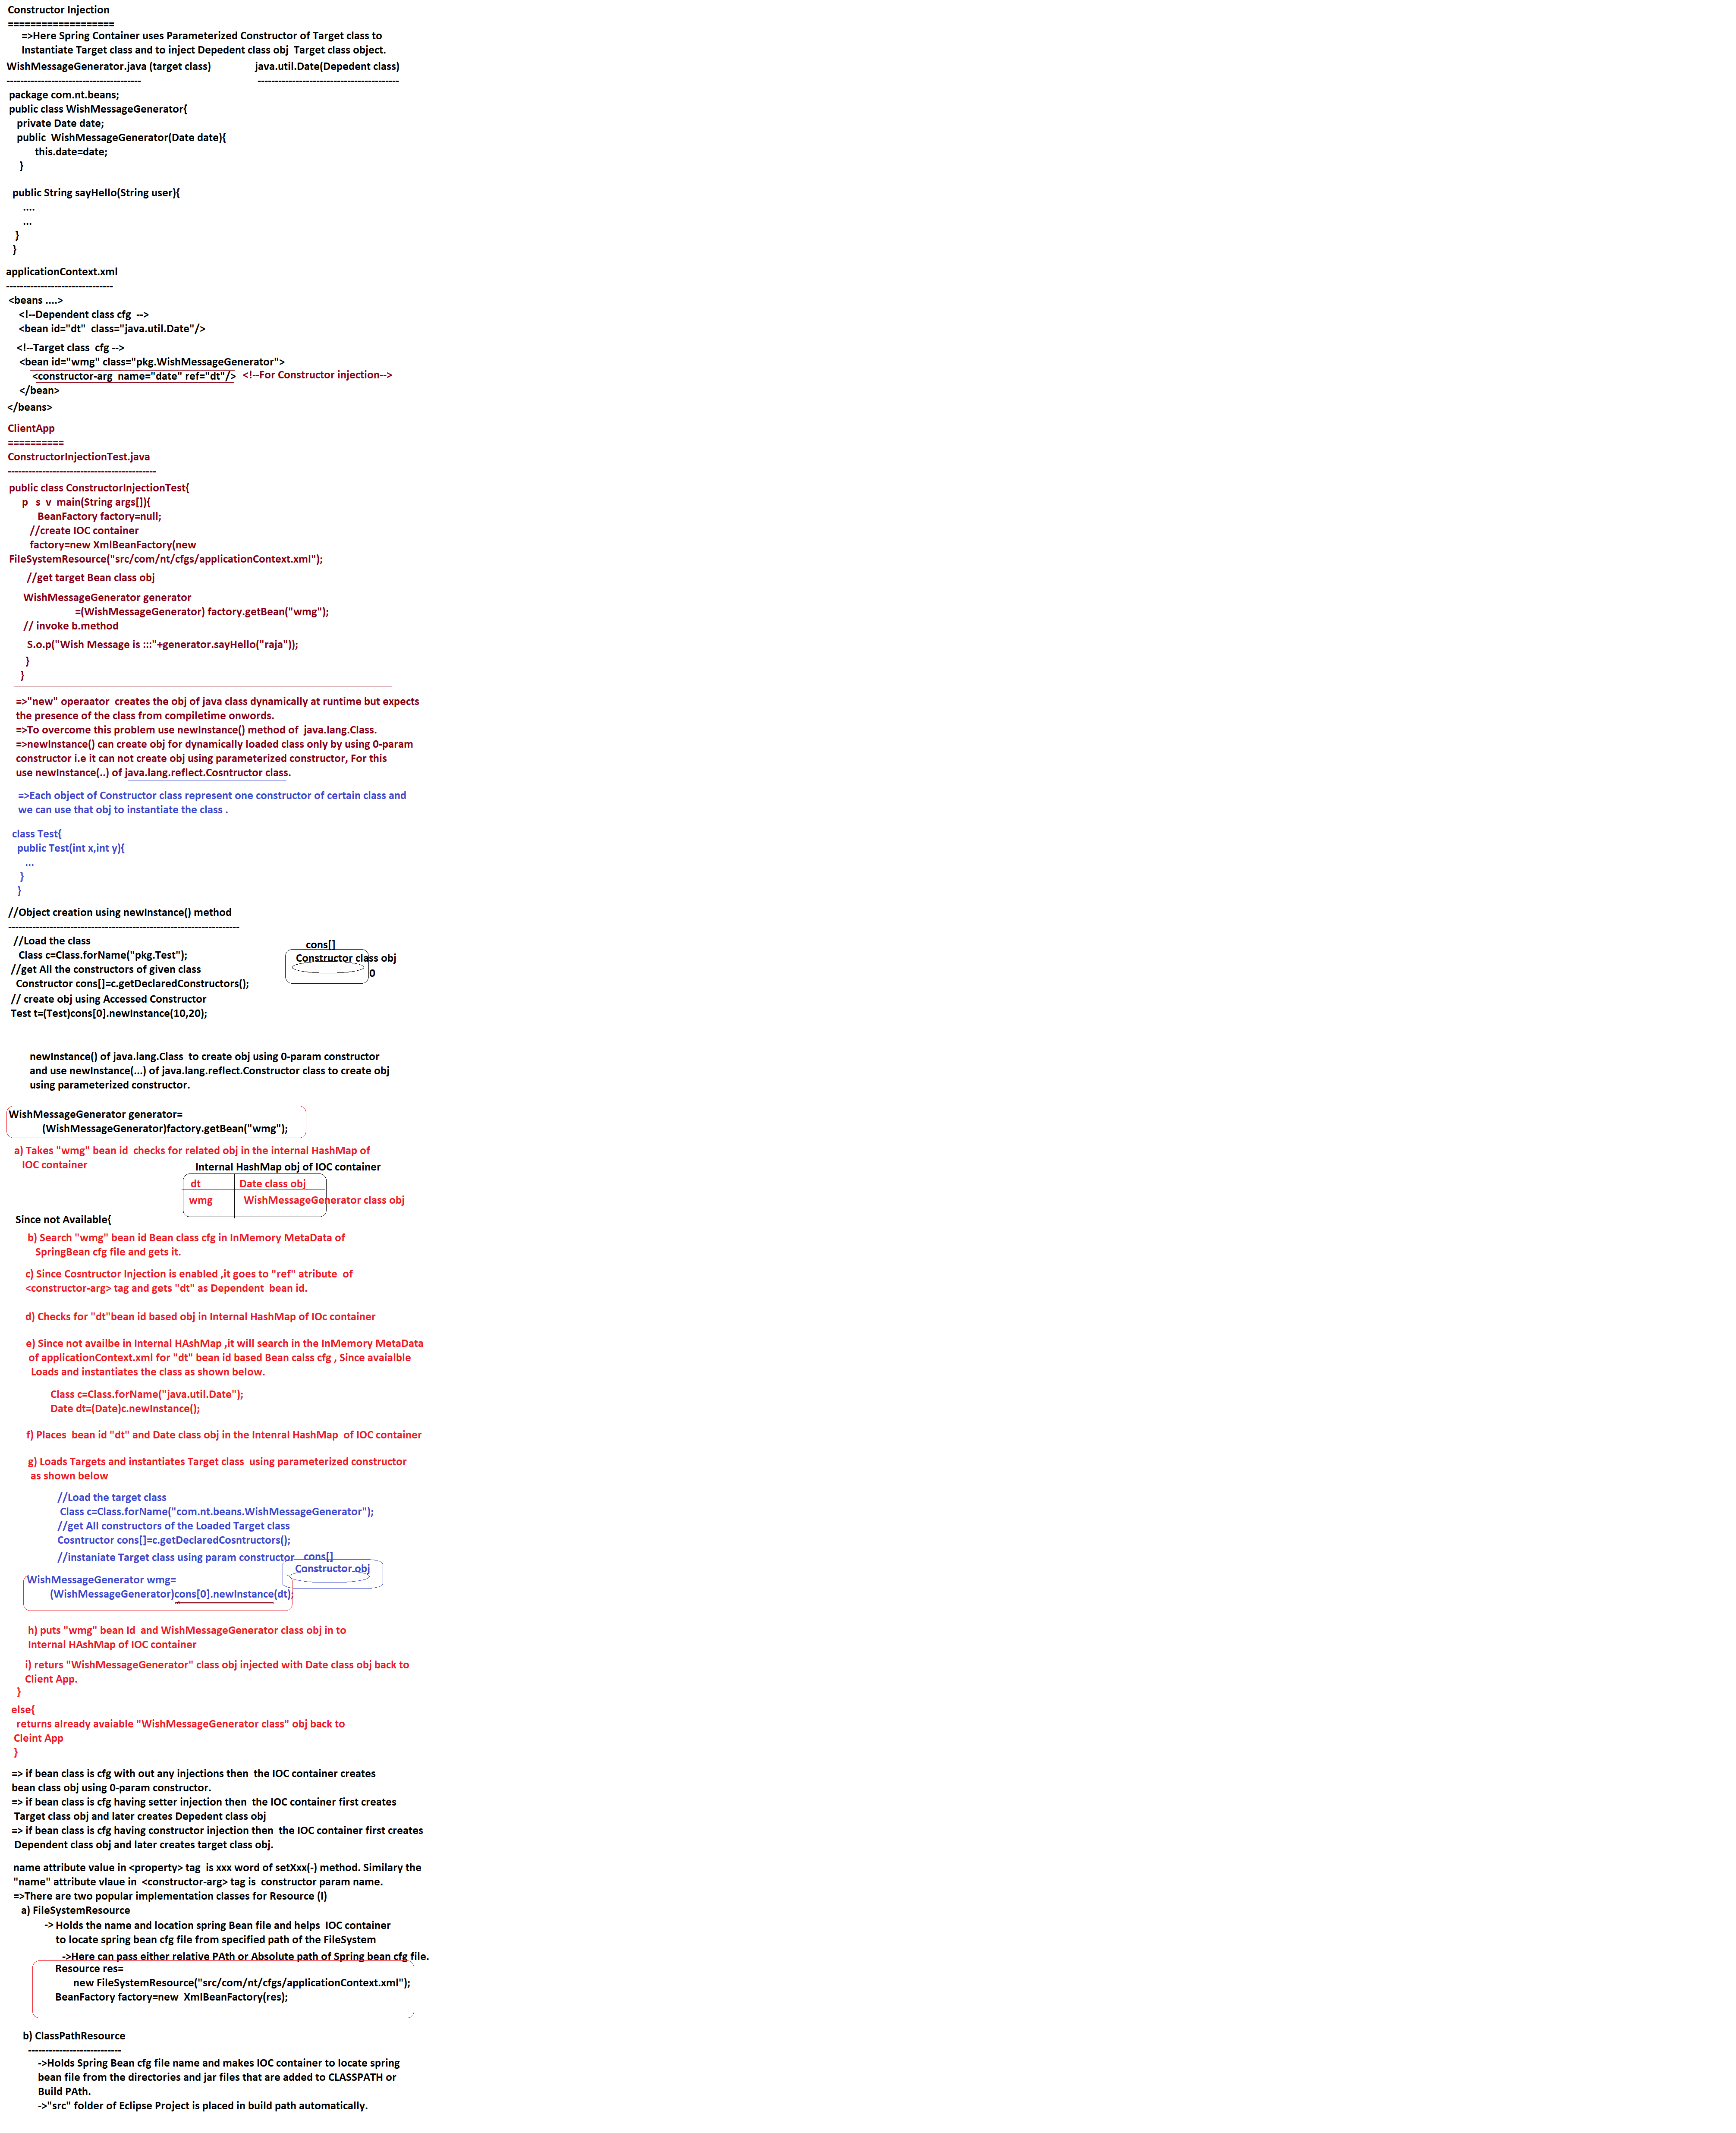 Constructor Injection
===================
=>Here Spring Container uses Parameterized Constructor of Target class to
Instantiate Target class and to inject Depedent class obj  Target class object.
WishMessageGenerator.java (target class)
---------------------------------------
java.util.Date(Depedent class)
-----------------------------------------
package com.nt.beans;
public class WishMessageGenerator{
private Date date;
public  WishMessageGenerator(Date date){
this.date=date;
}
public String sayHello(String user){
....
...
}
}
applicationContext.xml
-------------------------------
<beans ....>
<!--Dependent class cfg  -->
<bean id="dt"  class="java.util.Date"/>
<!--Target class  cfg -->
<bean id="wmg" class="pkg.WishMessageGenerator">
<constructor-arg  name="date" ref="dt"/>  <!--For Constructor injection-->
</bean>
</beans>
ClientApp
==========
ConstructorInjectionTest.java
-------------------------------------------
public class ConstructorInjectionTest{
p   s  v  main(String args[]){
BeanFactory factory=null;
//create IOC container
factory=new XmlBeanFactory(new
FileSystemResource("src/com/nt/cfgs/applicationContext.xml");
//get target Bean class obj
WishMessageGenerator generator
=(WishMessageGenerator) factory.getBean("wmg");
// invoke b.method
S.o.p("Wish Message is :::"+generator.sayHello("raja"));
}
}
=>"new" operaator  creates the obj of java class dynamically at runtime but expects
the presence of the class from compiletime onwords.
=>To overcome this problem use newInstance() method of  java.lang.Class.
=>newInstance() can create obj for dynamically loaded class only by using 0-param
constructor i.e it can not create obj using parameterized constructor, For this
use newInstance(..) of java.lang.reflect.Cosntructor class.
=>Each object of Constructor class represent one constructor of certain class and
we can use that obj to instantiate the class .
class Test{
public Test(int x,int y){
...
}
}
//Object creation using newInstance() method
-------------------------------------------------------------------
//Load the class
Class c=Class.forName("pkg.Test");
//get All the constructors of given class
Constructor cons[]=c.getDeclaredConstructors();
// create obj using Accessed Constructor
Test t=(Test)cons[0].newInstance(10,20);
cons[]
Constructor class obj
0
newInstance() of java.lang.Class  to create obj using 0-param constructor
and use newInstance(...) of java.lang.reflect.Constructor class to create obj
using parameterized constructor.
WishMessageGenerator generator=
(WishMessageGenerator)factory.getBean("wmg");
a) Takes "wmg" bean id  checks for related obj in the internal HashMap of
IOC container
Internal HashMap obj of IOC container
dt  Date class obj
wmg  WishMessageGenerator class obj
Since not Available{
b) Search "wmg" bean id Bean class cfg in InMemory MetaData of
SpringBean cfg file and gets it.
c) Since Cosntructor Injection is enabled ,it goes to "ref" atribute  of
<constructor-arg> tag and gets "dt" as Dependent  bean id.
d) Checks for "dt"bean id based obj in Internal HashMap of IOc container
e) Since not availbe in Internal HAshMap ,it will search in the InMemory MetaData
of applicationContext.xml for "dt" bean id based Bean calss cfg , Since avaialble
Loads and instantiates the class as shown below.
Class c=Class.forName("java.util.Date");
Date dt=(Date)c.newInstance();
f) Places  bean id "dt" and Date class obj in the Intenral HashMap  of IOC container
g) Loads Targets and instantiates Target class  using parameterized constructor
as shown below
//Load the target class
Class c=Class.forName("com.nt.beans.WishMessageGenerator");
//get All constructors of the Loaded Target class
Cosntructor cons[]=c.getDeclaredCosntructors();
//instaniate Target class using param constructor
cons[]
Constructor obj
WishMessageGenerator wmg=
(WishMessageGenerator)cons[0].newInstance(dt);
h) puts "wmg" bean Id  and WishMessageGenerator class obj in to
Internal HAshMap of IOC container
i) returs "WishMessageGenerator" class obj injected with Date class obj back to
Client App.
}
else{
returns already avaiable "WishMessageGenerator class" obj back to
Cleint App
}
=> if bean class is cfg with out any injections then  the IOC container creates
bean class obj using 0-param constructor.
=> if bean class is cfg having setter injection then  the IOC container first creates
Target class obj and later creates Depedent class obj
=> if bean class is cfg having constructor injection then  the IOC container first creates
Dependent class obj and later creates target class obj.
name attribute value in <property> tag  is xxx word of setXxx(-) method. Similary the
"name" attribute vlaue in  <constructor-arg> tag is  constructor param name.
=>There are two popular implementation classes for Resource (I)
a) FileSystemResource
-> Holds the name and location spring Bean file and helps  IOC container
to locate spring bean cfg file from specified path of the FileSystem
->Here can pass either relative PAth or Absolute path of Spring bean cfg file.
Resource res=
new FileSystemResource("src/com/nt/cfgs/applicationContext.xml");
BeanFactory factory=new  XmlBeanFactory(res);
b) ClassPathResource
---------------------------
->Holds Spring Bean cfg file name and makes IOC container to locate spring
bean file from the directories and jar files that are added to CLASSPATH or
Build PAth.
->"src" folder of Eclipse Project is placed in build path automatically.